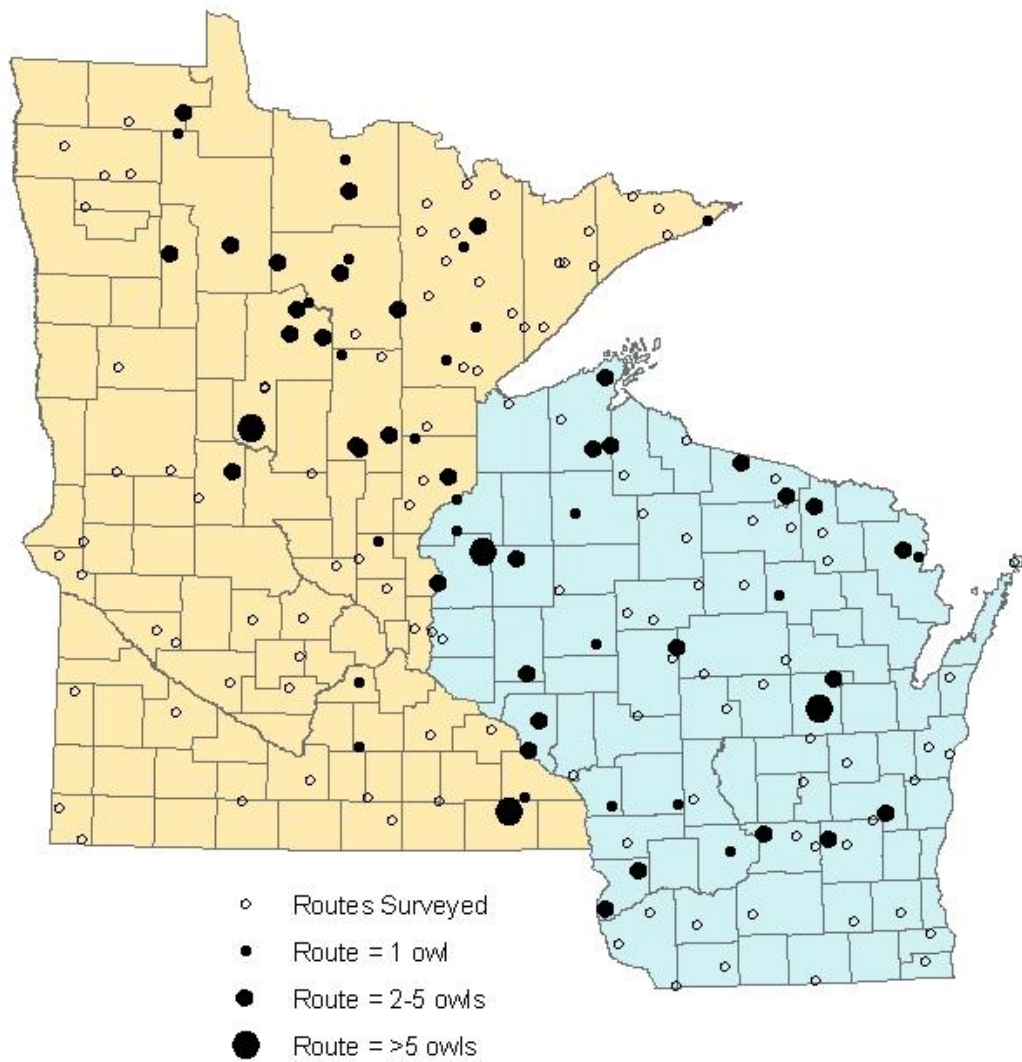 Routes Surveyed
Route = 1 owl
Route = 2-5 owls
Route = >5 owls